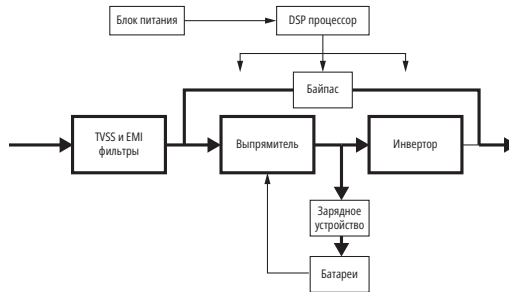 Блок питания
DSP процессор
Байпас
TVSS и EMI
фильтры
Выпрямитель
Инвертор
Зарядное
устройство
Батареи